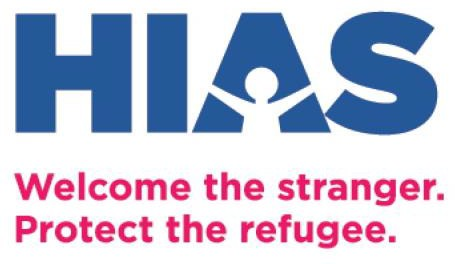 HIAS
Welcome the stranger.
Protect the refugee.